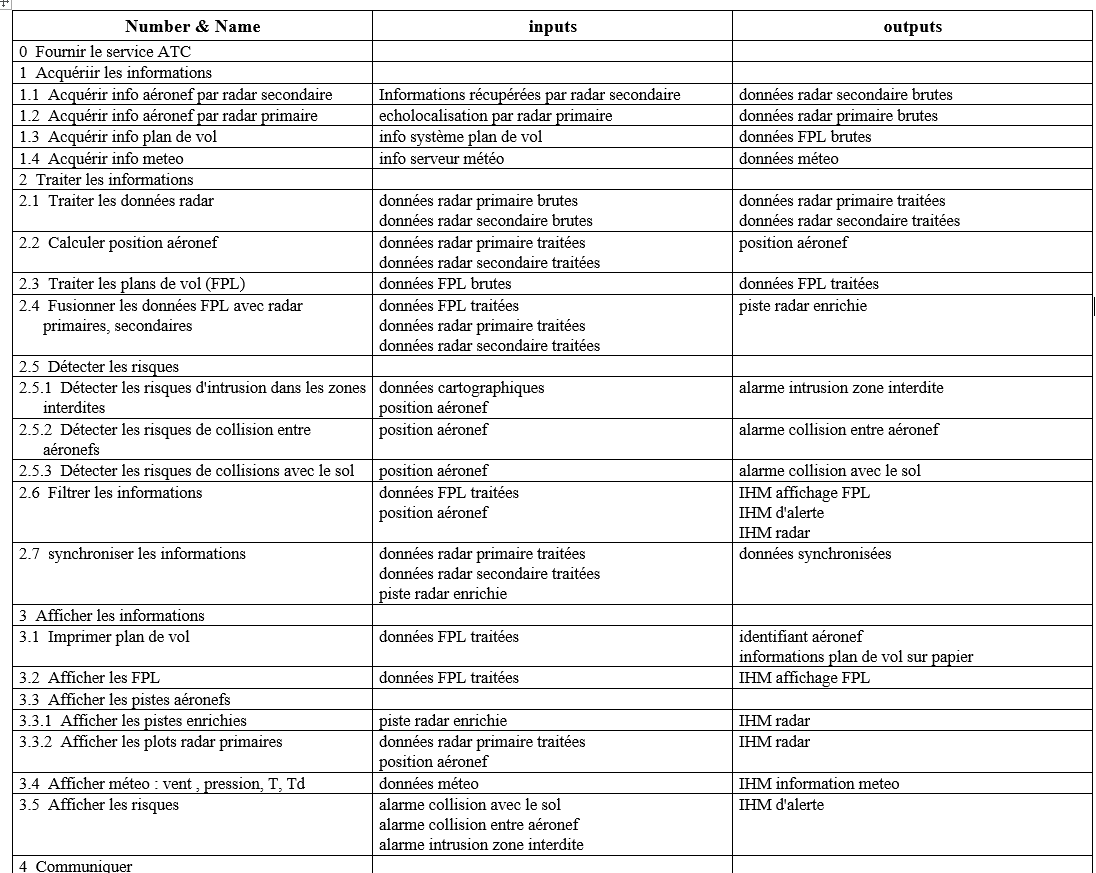 Number & Name inputs outputs
0 Fournir le service ATC
1 Acquériir les informations
1.1 Acquérir info aéronef par radar secondaire Informations récupérées par radar secondaire données radar secondaire brutes
1.2 Acquérir info aéronef par radar primaire echolocalisation par radar primaire données radar primaire brutes
1.3 Acquérir info plan de vol info système plan de vol données FPL brutes
1.4 Acquérir info meteo info serveur météo données méteo
2 Traiter les informations
2.1 Traiter les données radar données radar primaire brutes données radar primaire traitées
données radar secondaire brutes données radar secondaire traitées
2.2 Calculer position aéronef données radar primaire traitées position aéronef
données radar secondaire traitées
2.3 Traiter les plans de vol (FPL) données FPL brutes données FPL traitées
2.4 Fusionner les données FPL avec radar données FPL traitées piste radar enrichie
primaires, secondaires données radar primaire traitées
données radar secondaire traitées
2.5 Détecter les risques
2.5.1 Détecter les risques d'intrusion dans les zones données cartographiques alarme intrusion zone interdite
interdites position aéronef
2.5.2 Détecter les risques de collision entre position aéronef alarme collision entre aéronef
aéronefs
2.5.3 Détecter les risques de collisions avec le sol position aéronef alarme collision avec le sol
2.6 Filtrer les informations données FPL traitées IHM affichage FPL
position aéronef IHM d'alerte
IHM radar
2.7 synchroniser les informations données radar primaire traitées données synchronisées
données radar secondaire traitées
piste radar enrichie
3 Afficher les informations
3.1 Imprimer plan de vol données FPL traitées identifiant aéronef
informations plan de vol sur papier
3.2 Afficher les FPL données FPL traitées IHM affichage FPL
3.3 Afficher les pistes aéronefs
3.3.1 Afficher les pistes enrichies piste radar enrichie IHM radar
3.3.2 Afficher les plots radar primaires données radar primaire traitées IHM radar
position aéronef
3.4 Afficher méteo : vent , pression, T, Td données méteo IHM information meteo
3.5 Afficher les risques alarme collision avec le sol IHM d'alerte
alarme collision entre aéronef
alarme intrusion zone interdite
4 Communiquer